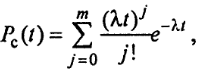 P_c(t) = \sum_{j=0}^{m} \frac{(\lambda t)^j}{j!} e^{-\lambda t},